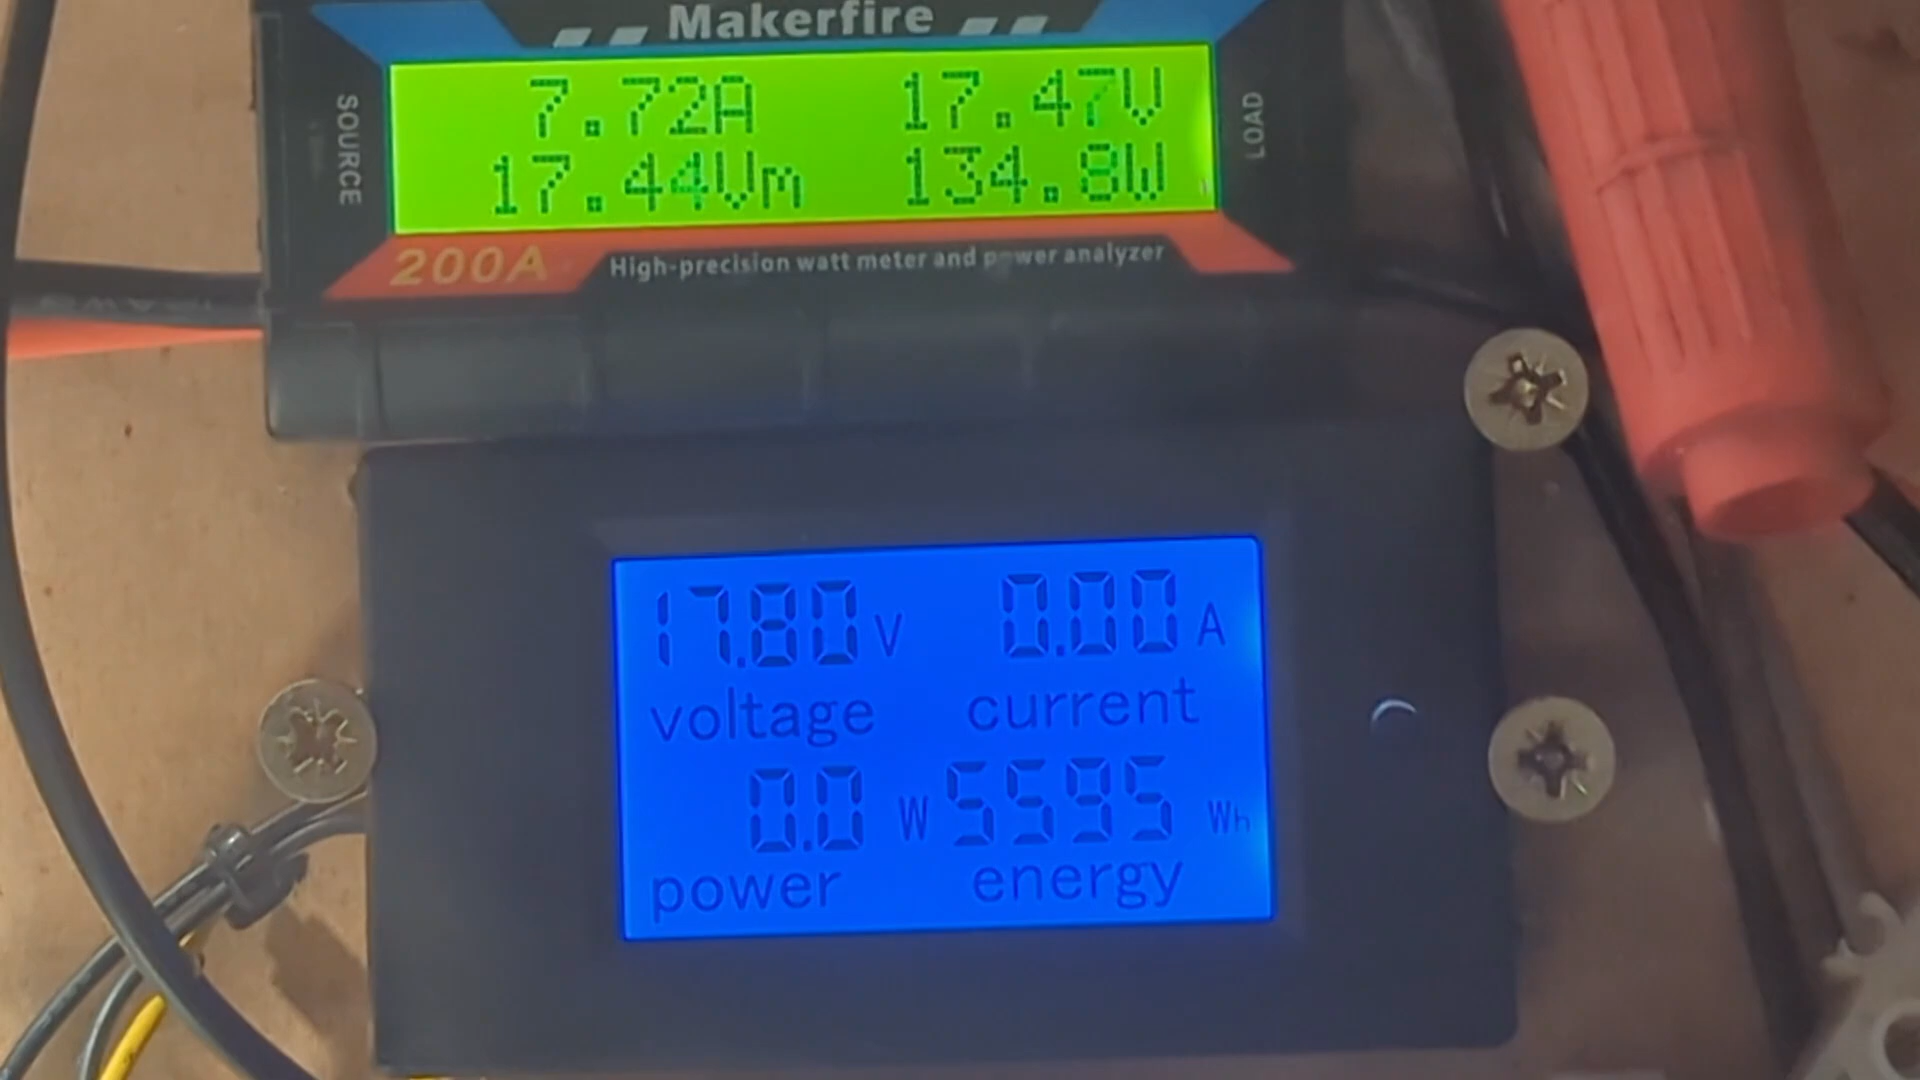 Makerfire
SOURCE
7.72A 17.47V
17.44Vm 134.8W
LOAD
200A High-precision watt meter and power analyzer
17.80 V 0.00 A
voltage current
0.0 W 5595 Wh
power energy